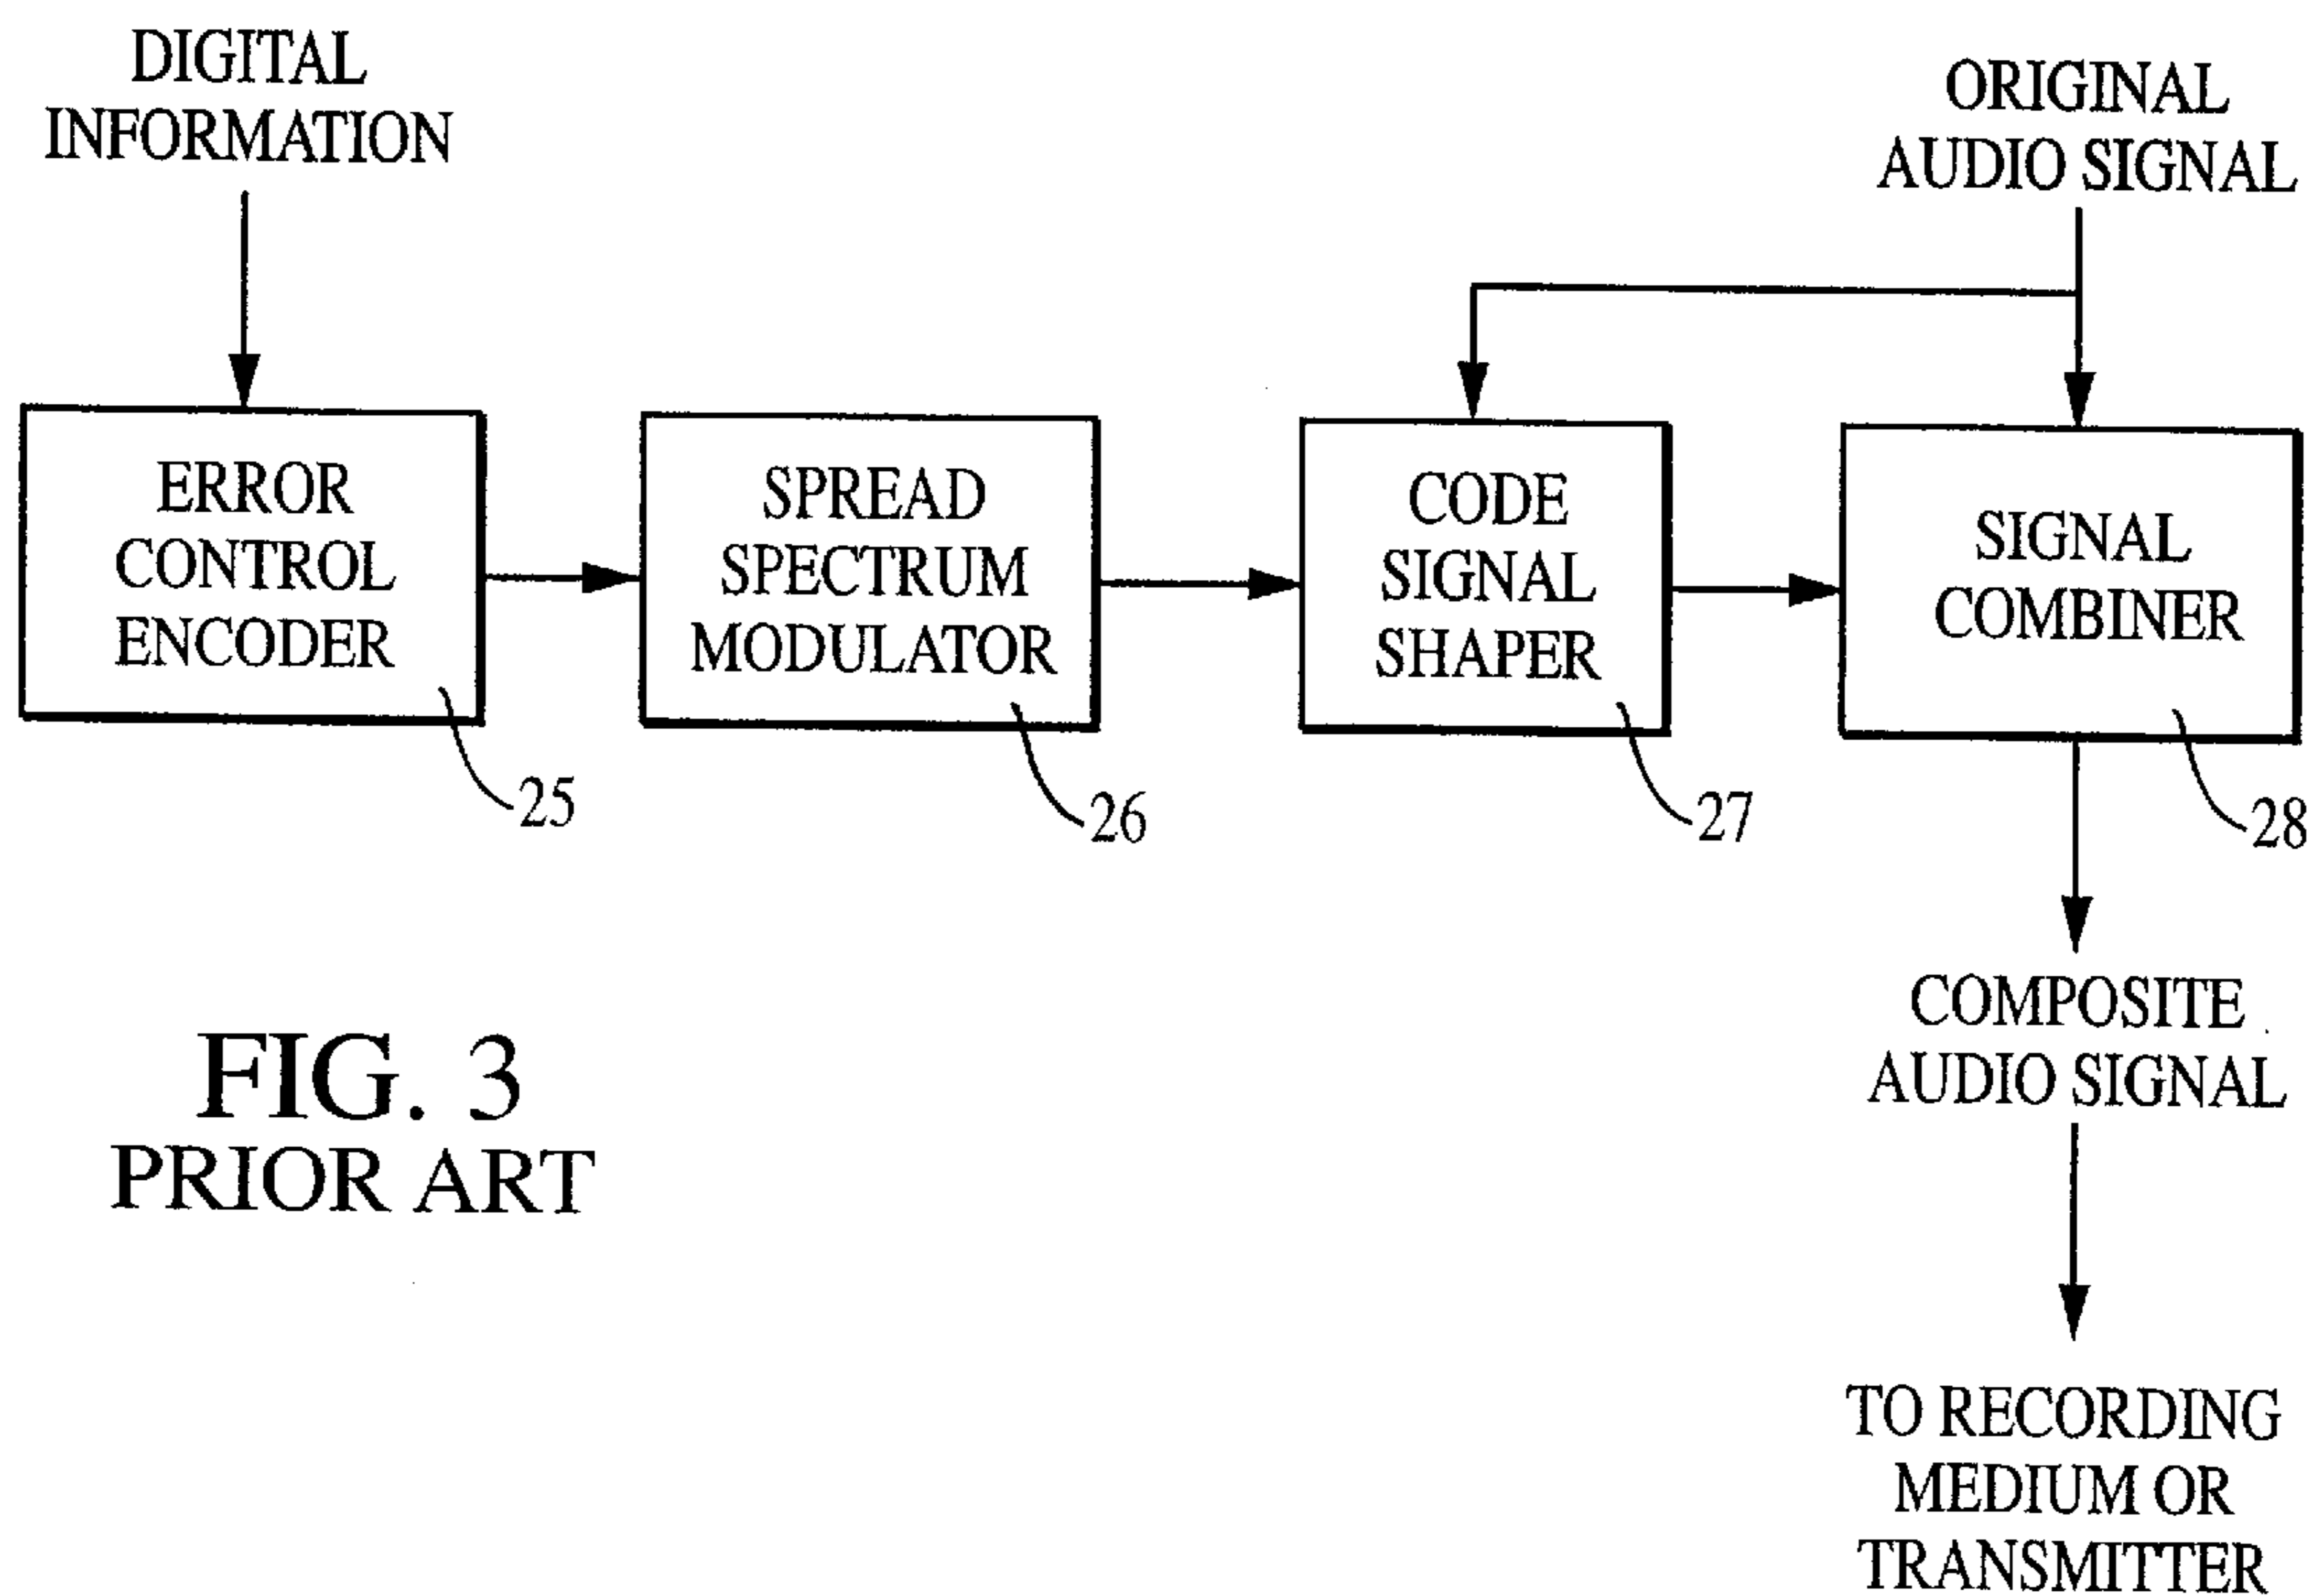 DIGITAL
INFORMATION
ORIGINAL
AUDIO SIGNAL
ERROR
CONTROL
ENCODER
25
SPREAD
SPECTRUM
MODULATOR
26
CODE
SIGNAL
SHAPER
27
SIGNAL
COMBINER
28
COMPOSITE
AUDIO SIGNAL
TO RECORDING
MEDIUM OR
TRANSMITTER
FIG. 3
PRIOR ART